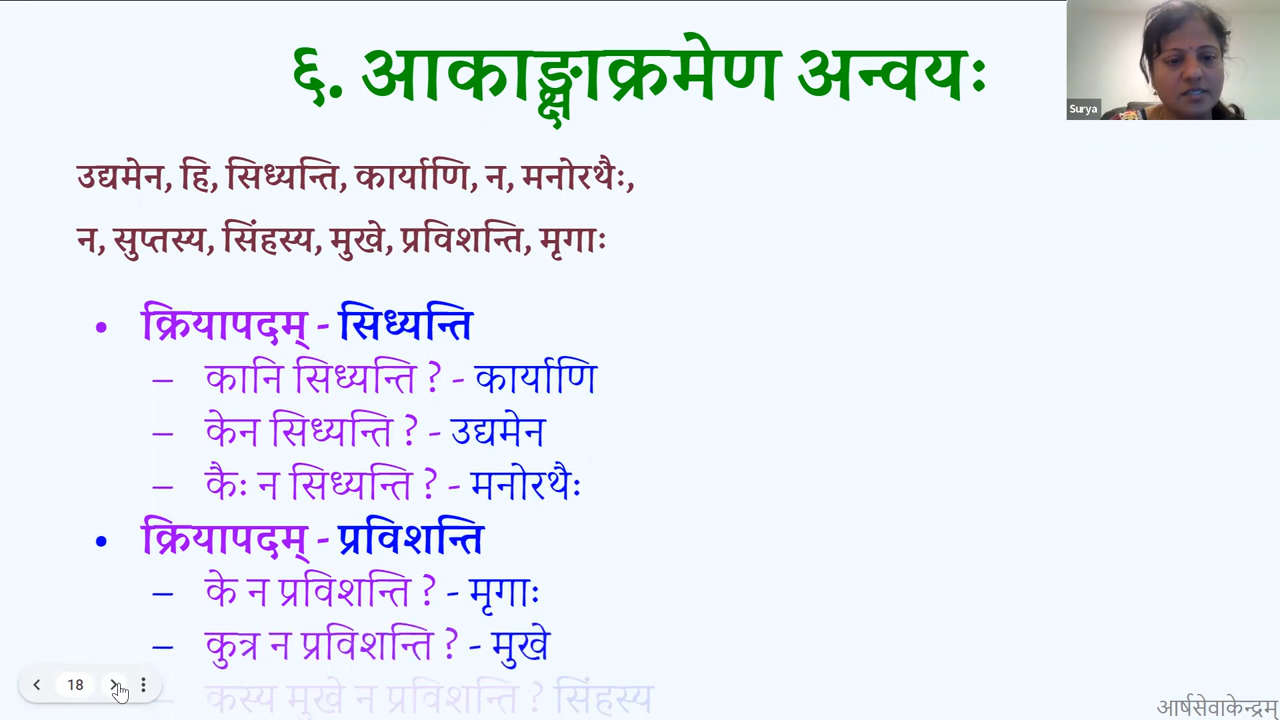 ६. आकाङ्क्षाक्रमेण अन्वयः
Surya
उद्यमेन, हि, सिध्यन्ति, कार्याणि, न, मनोरथैः,
न, सुप्तस्य, सिंहस्य, मुखे, प्रविशन्ति, मृगाः
• क्रियापदम् - सिध्यन्ति
– कानि सिध्यन्ति ? - कार्याणि
– केन सिध्यन्ति ? - उद्यमेन
– कैः न सिध्यन्ति ? - मनोरथैः
• क्रियापदम् - प्रविशन्ति
– के न प्रविशन्ति ? - मृगाः
– कुत्र न प्रविशन्ति ? - मुखे
– कस्य मुखे न प्रविशन्ति ? सिंहस्य
18
आर्षसेवाकेन्द्रम्